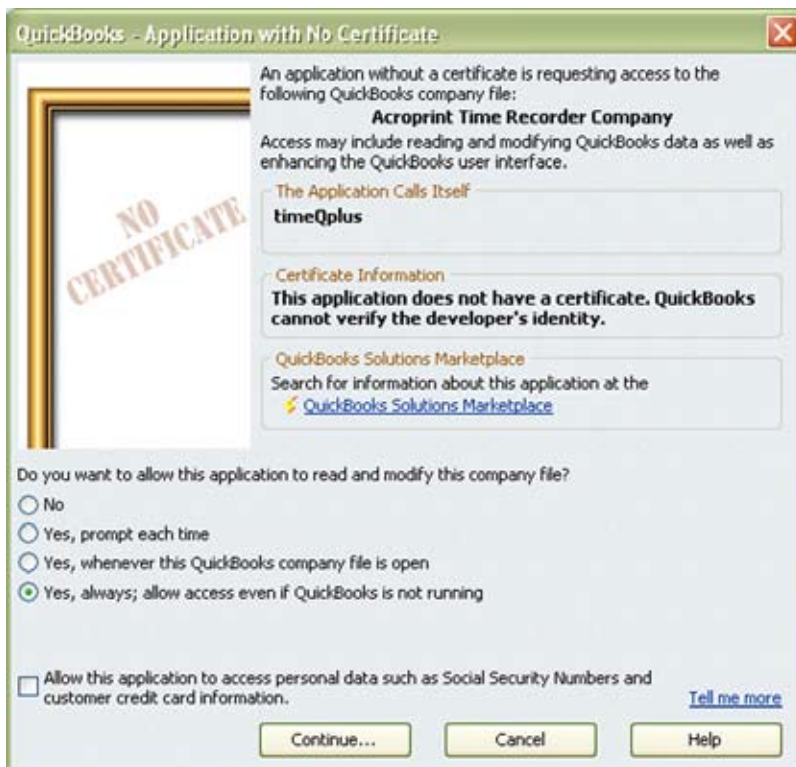 QuickBooks - Application with No Certificate
An application without a certificate is requesting access to the
following QuickBooks company file:
Acroprint Time Recorder Company
Access may include reading and modifying QuickBooks data as well as
enhancing the QuickBooks user interface.
NO
CERTIFICATE
The Application Calls Itself
timeQplus
Certificate Information
This application does not have a certificate. QuickBooks
cannot verify the developer's identity.
QuickBooks Solutions Marketplace
Search for information about this application at the
QuickBooks Solutions Marketplace
Do you want to allow this application to read and modify this company file?
No
Yes, prompt each time
Yes, whenever this QuickBooks company file is open
Yes, always; allow access even if QuickBooks is not running
Allow this application to access personal data such as Social Security Numbers and
customer credit card information.
Tell me more
Continue...
Cancel
Help